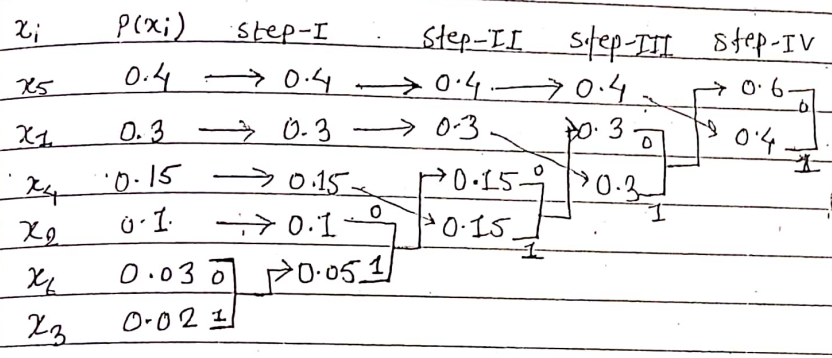 xi P(xi) step-I step-II step-III step-IV
x5 0.4 → 0.4 → 0.4 → 0.4 → 0.6 0
x1 0.3 → 0.3 → 0.3 → 0.3 0 → 0.4 1
x4 0.15 → 0.15 → 0.15 0 → 0.3 1
x2 0.1 → 0.1 0 → 0.15 1
x6 0.03 0 → 0.05 1
x3 0.02 1